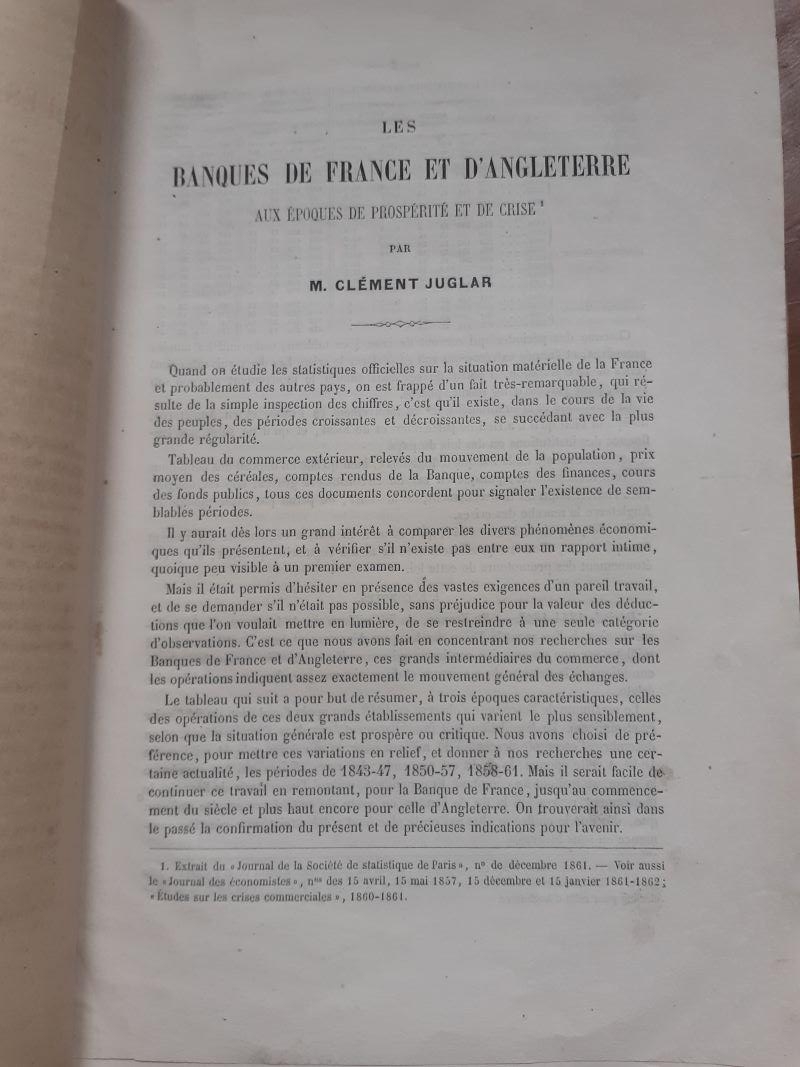 LES
BANQUES DE FRANCE ET D'ANGLETERRE
AUX ÉPOQUES DE PROSPÉRITÉ ET DE CRISE¹
PAR
M. CLÉMENT JUGLAR
Quand on étudie les statistiques officielles sur la situation matérielle de la France
et probablement des autres pays, on est frappé d'un fait très-remarquable, qui ré-
sulte de la simple inspection des chiffres, c'est qu'il existe, dans le cours de la vie
des peuples, des périodes croissantes et décroissantes, se succédant avec la plus
grande régularité.
Tableau du commerce extérieur, relevés du mouvement de la population, prix
moyen des céréales, comptes rendus de la Banque, comptes des finances, cours
des fonds publics, tous ces documents concordent pour signaler l'existence de sem-
blables périodes.
Il y aurait dès lors un grand intérêt à comparer les divers phénomènes économi-
ques qu'ils présentent, et à vérifier s'il n'existe pas entre eux un rapport intime,
quoique peu visible à un premier examen.
Mais il était permis d'hésiter en présence des vastes exigences d'un pareil travail,
et de se demander s'il n'était pas possible, sans préjudice pour la valeur des déduc-
tions que l'on voulait mettre en lumière, de se restreindre à une seule catégorie
d'observations. C'est ce que nous avons fait en concentrant nos recherches sur les
Banques de France et d'Angleterre, ces grands intermédiaires du commerce, dont
les opérations indiquent assez exactement le mouvement général des échanges.
Le tableau qui suit a pour but de résumer, à trois époques caractéristiques, celles
des opérations de ces deux grands établissements qui varient le plus sensiblement,
selon que la situation générale est prospère ou critique. Nous avons choisi de pré-
férence, pour mettre ces variations en relief, et donner à nos recherches une cer-
taine actualité, les périodes de 1843-47, 1850-57, 1858-61. Mais il serait facile de
continuer ce travail en remontant, pour la Banque de France, jusqu'au commence-
ment du siècle et plus haut encore pour celle d'Angleterre. On trouverait ainsi dans
le passé la confirmation du présent et de précieuses indications pour l'avenir.
1. Extrait du «Journal de la Société de statistique de Paris», n° de décembre 1861. — Voir aussi
le «Journal des économistes», nᵒˢ des 15 avril, 15 mai 1857, 15 décembre et 15 janvier 1861-1862;
«Études sur les crises commerciales», 1860-1861.